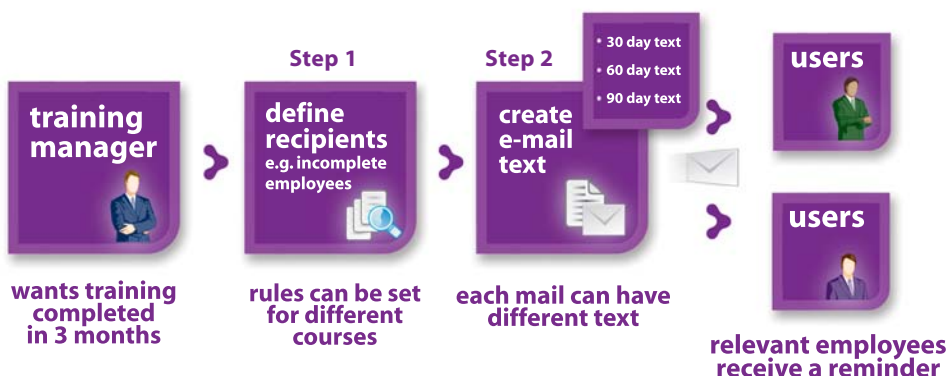 training
manager
wants training
completed
in 3 months
Step 1
define
recipients
e.g. incomplete
employees
rules can be set
for different
courses
Step 2
create
e-mail
text
• 30 day text
• 60 day text
• 90 day text
each mail can have
different text
users
users
relevant employees
receive a reminder